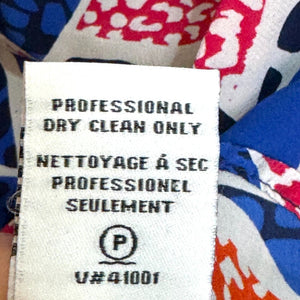 PROFESSIONAL
DRY CLEAN ONLY
NETTOYAGE Á SEC
PROFESSIONEL
SEULEMENT
P
V#41001